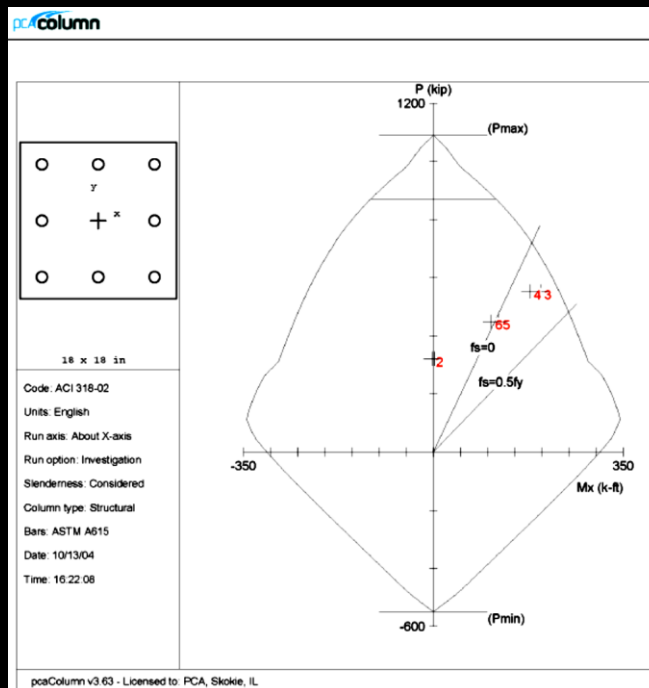 pcAcolumn
y
x
18 x 18 in
Code: ACI 318-02
Units: English
Run axis: About X-axis
Run option: Investigation
Slenderness: Considered
Column type: Structural
Bars: ASTM A615
Date: 10/13/04
Time: 16:22:08
P (kip)
1200
(Pmax)
4 3
65
fs=0
2
fs=0.5fy
-350
350
Mx (k-ft)
-600
(Pmin)
pcaColumn v3.63 - Licensed to: PCA, Skokie, IL